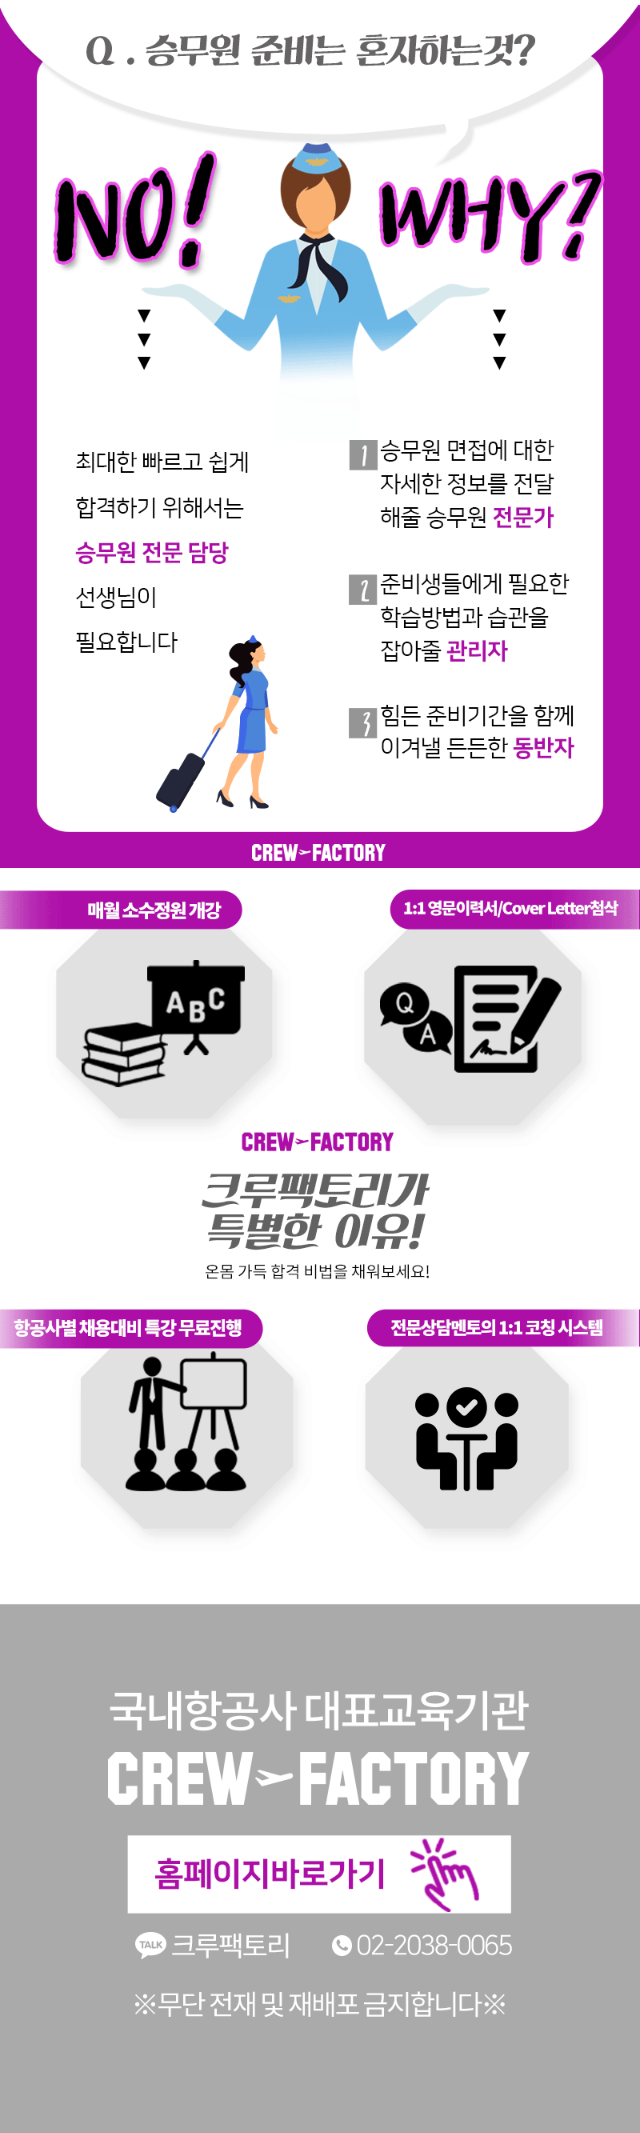 Q . 승무원 준비는 혼자하는것?
NO!
WHY?
최대한 빠르고 쉽게
합격하기 위해서는
승무원 전문 담당
선생님이
필요합니다
1 승무원 면접에 대한
자세한 정보를 전달
해줄 승무원 전문가
2 준비생들에게 필요한
학습방법과 습관을
잡아줄 관리자
3 힘든 준비기간을 함께
이겨낼 든든한 동반자
CREW FACTORY
매월 소수정원 개강
1:1 영문이력서/Cover Letter첨삭
A B C
Q
A
CREW FACTORY
크루팩토리가
특별한 이유!
온몸 가득 합격 비법을 채워보세요!
항공사별 채용대비 특강 무료진행
전문상담멘토의 1:1 코칭 시스템
국내항공사 대표교육기관
CREW FACTORY
홈페이지바로가기
TALK 크루팩토리
02-2038-0065
※무단 전재 및 재배포 금지합니다※